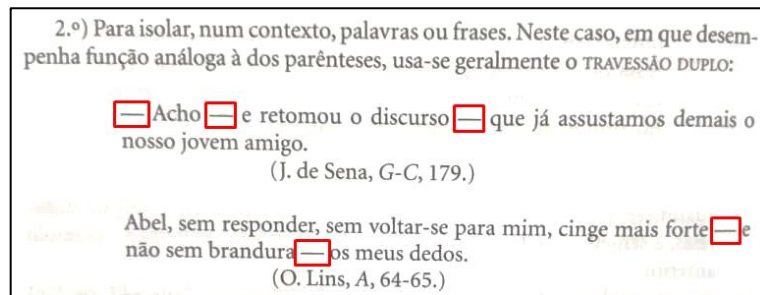 2.º) Para isolar, num contexto, palavras ou frases. Neste caso, em que desem-
penha função análoga à dos parênteses, usa-se geralmente o TRAVESSÃO DUPLO:
— Acho — e retomou o discurso — que já assustamos demais o
nosso jovem amigo.
(J. de Sena, G-C, 179.)
Abel, sem responder, sem voltar-se para mim, cinge mais forte — e
não sem brandura — os meus dedos.
(O. Lins, A, 64-65.)